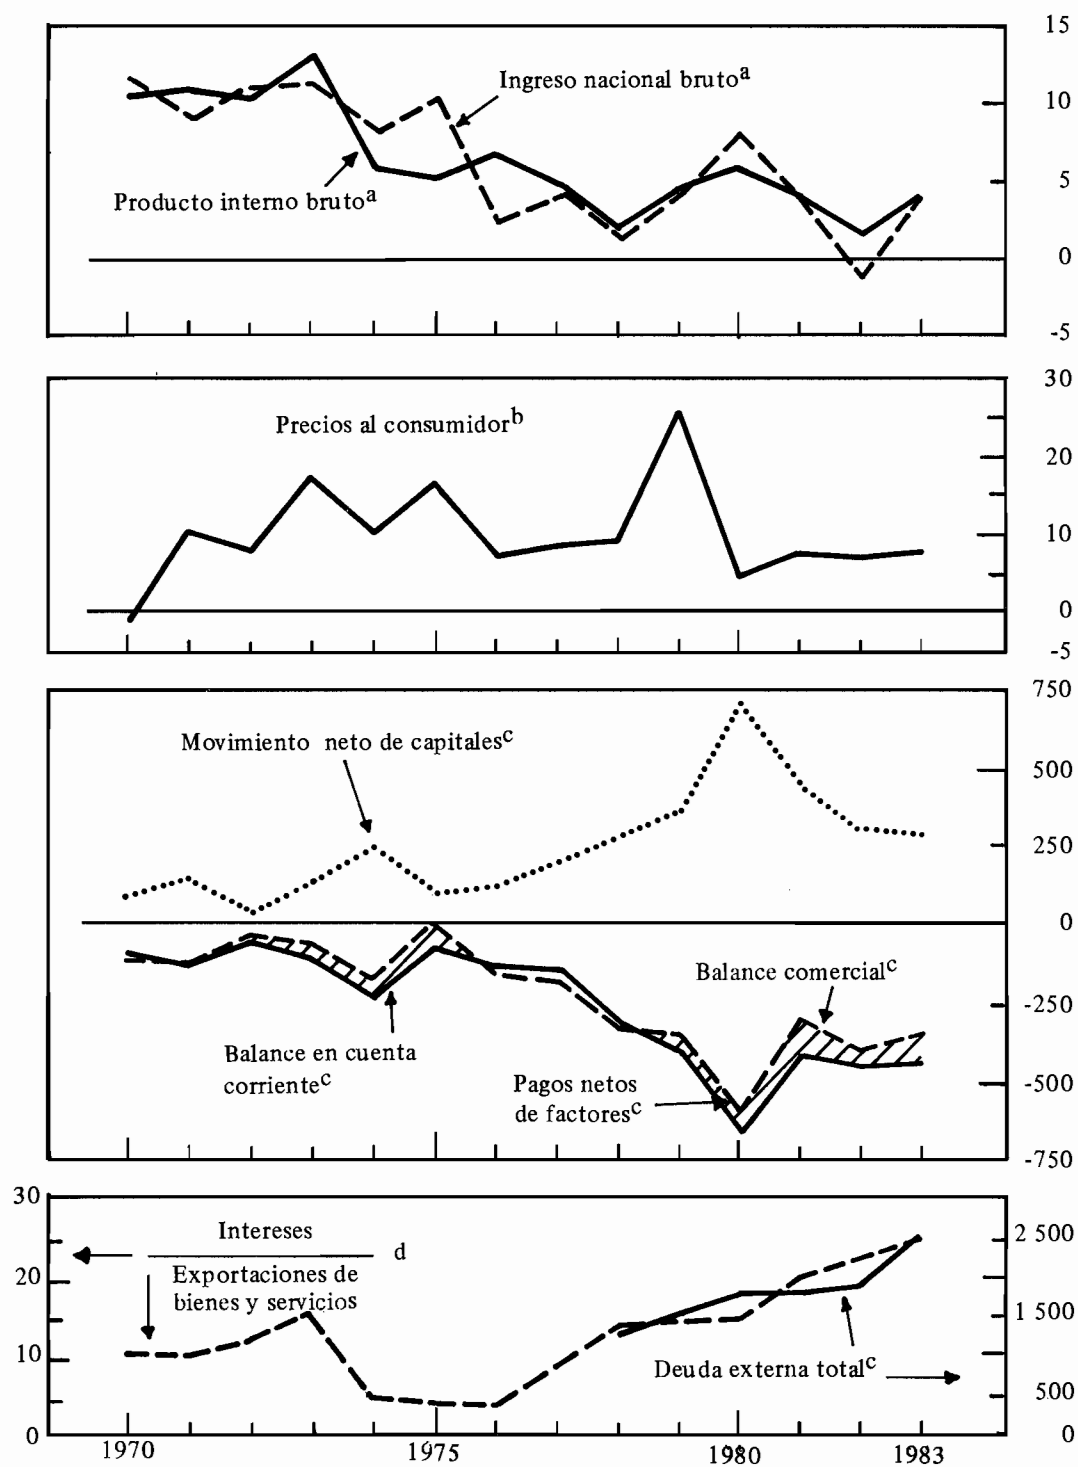 15
Ingreso nacional bruto^a
10
5
Producto interno bruto^a
0
-5
30
Precios al consumidor^b
20
10
0
-5
750
Movimiento neto de capitales^c
500
250
0
Balance comercial^c
-250
Balance en cuenta
corriente^c
Pagos netos
de factores^c
-500
-750
30
Intereses
d
2 500
Exportaciones de
bienes y servicios
20
1 500
10
Deuda externa total^c
500
0
0
1970
1975
1980
1983